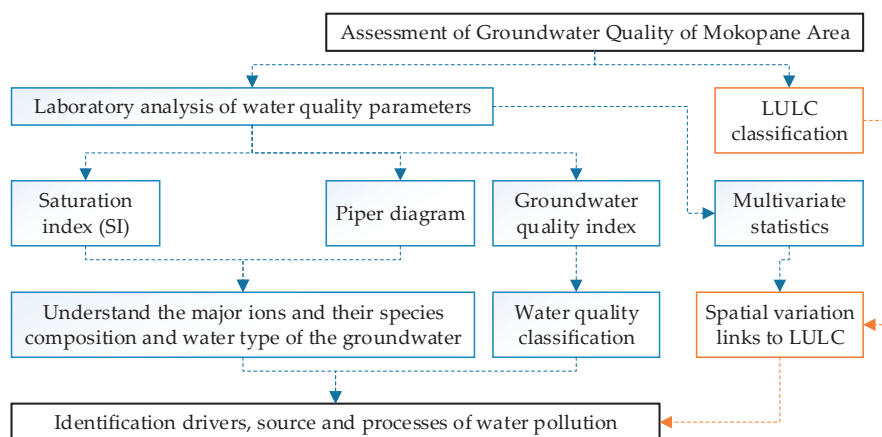 Assessment of Groundwater Quality of Mokopane Area
Laboratory analysis of water quality parameters
LULC
classification
Saturation
index (SI)
Piper diagram
Groundwater
quality index
Multivariate
statistics
Understand the major ions and their species
composition and water type of the groundwater
Water quality
classification
Spatial variation
links to LULC
Identification drivers, source and processes of water pollution